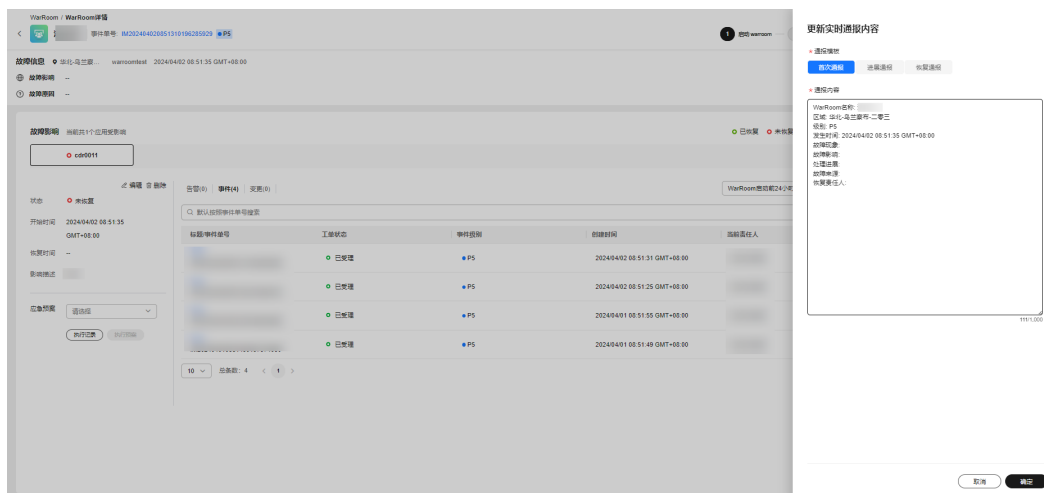 WarRoom / WarRoom详情
事件单号: IM20240402085131019628592​9 P5
1 启动 warroom
故障信息 华北-乌兰察... warroomtest 2024/04/02 08:51:35 GMT+08:00
故障影响 --
故障原因 --
故障影响 当前共1个应用受影响
已恢复 未恢复
cdr0011
编辑 删除
状态 未恢复
开始时间 2024/04/02 08:51:35
GMT+08:00
恢复时间 --
影响描述
应急预案 请选择
执行记录 执行预案
告警(0) 事件(4) 变更(0)
WarRoom启动前24小时
默认按照事件单号搜索
标题/事件单号 工单状态 事件级别 创建时间 当前责任人
已受理 P5 2024/04/02 08:51:31 GMT+08:00
已受理 P5 2024/04/02 08:51:25 GMT+08:00
已受理 P5 2024/04/01 08:51:55 GMT+08:00
已受理 P5 2024/04/01 08:51:49 GMT+08:00
10 总条数: 4 < 1 >
更新实时通报内容
* 通报模板
首次通报 进展通报 恢复通报
* 通报内容
WarRoom名称:
区域: 华北-乌兰察布-二零三
级别: P5
发生时间: 2024/04/02 08:51:35 GMT+08:00
故障现象:
故障影响:
处理进展:
故障来源:
恢复责任人:
111/1,000
取消 确定